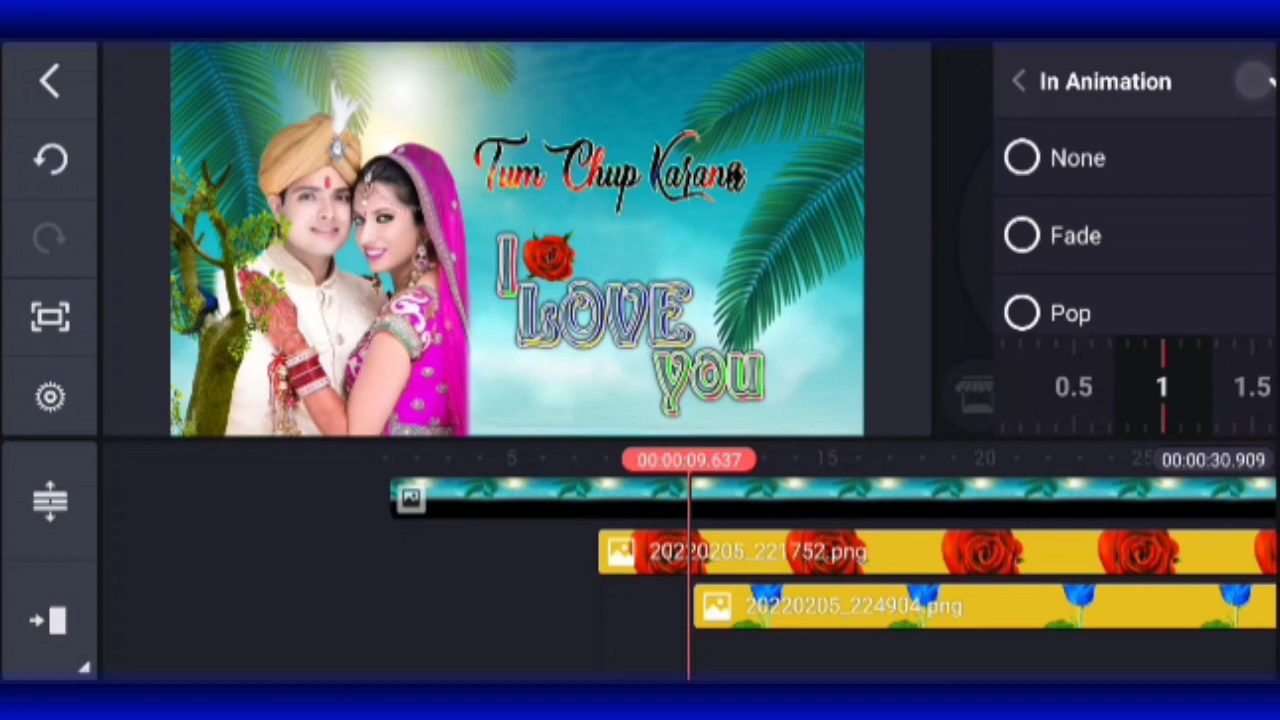 In Animation
None
Fade
Pop
0.5 1 1.5
Tum Chup Karana
I
LOVE
you
5 00:00:09.637 15 20 25 00:00:30.909
20220205_221752.png
20220205_224904.png